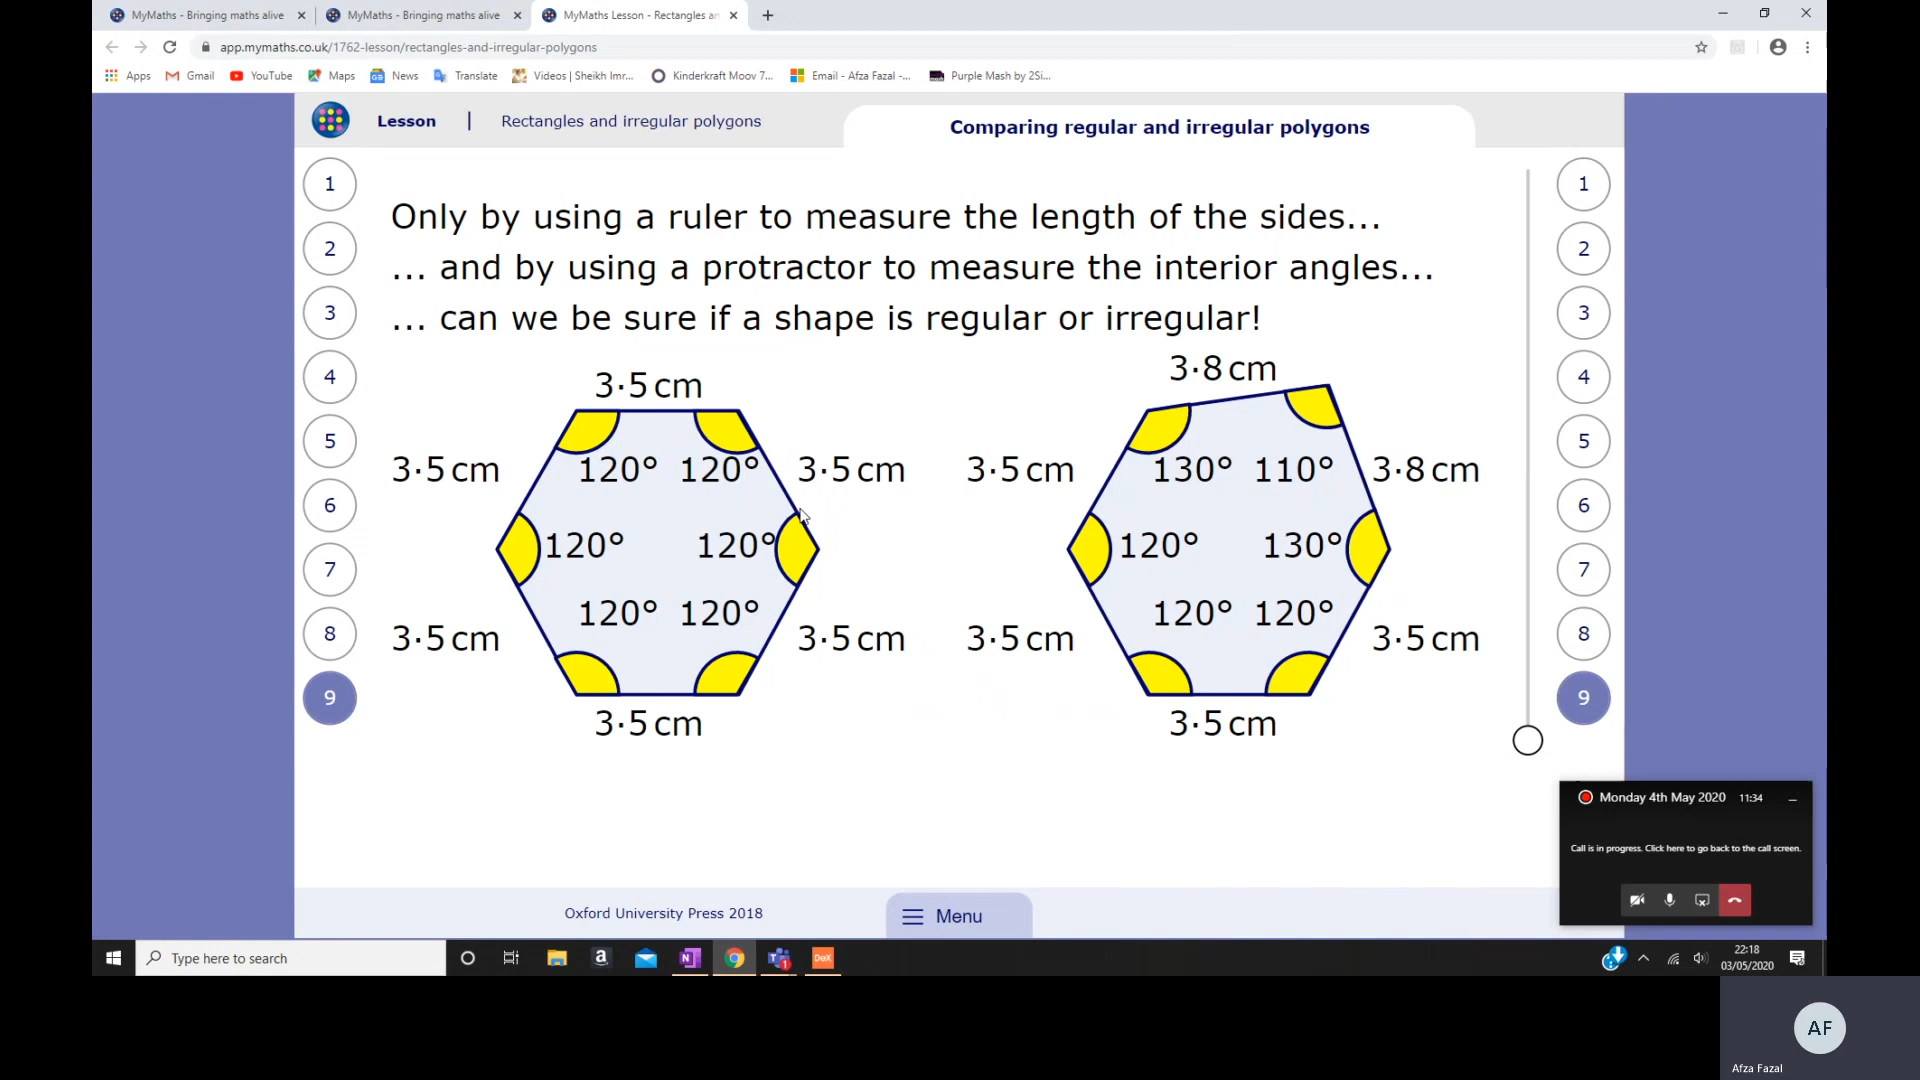 MyMaths - Bringing maths alive
MyMaths - Bringing maths alive
MyMaths Lesson - Rectangles an
app.mymaths.co.uk/1762-lesson/rectangles-and-irregular-polygons
Apps Gmail YouTube Maps News Translate Videos | Sheikh Imr... Kinderkraft Moov 7... Email - Afza Fazal -... Purple Mash by 2Si...
Lesson | Rectangles and irregular polygons
Comparing regular and irregular polygons
1
2
3
4
5
6
7
8
9
Only by using a ruler to measure the length of the sides...
... and by using a protractor to measure the interior angles...
... can we be sure if a shape is regular or irregular!
3·5 cm
3·5 cm 120° 120° 3·5 cm
120° 120°
120° 120°
3·5 cm 3·5 cm
3·5 cm
3·8 cm
3·5 cm 130° 110° 3·8 cm
120° 130°
120° 120°
3·5 cm 3·5 cm
3·5 cm
1
2
3
4
5
6
7
8
9
Monday 4th May 2020 11:34
Call is in progress. Click here to go back to the call screen.
Oxford University Press 2018
Menu
Type here to search
a
N
T
1
DeX
22:18
03/05/2020
AF
Afza Fazal